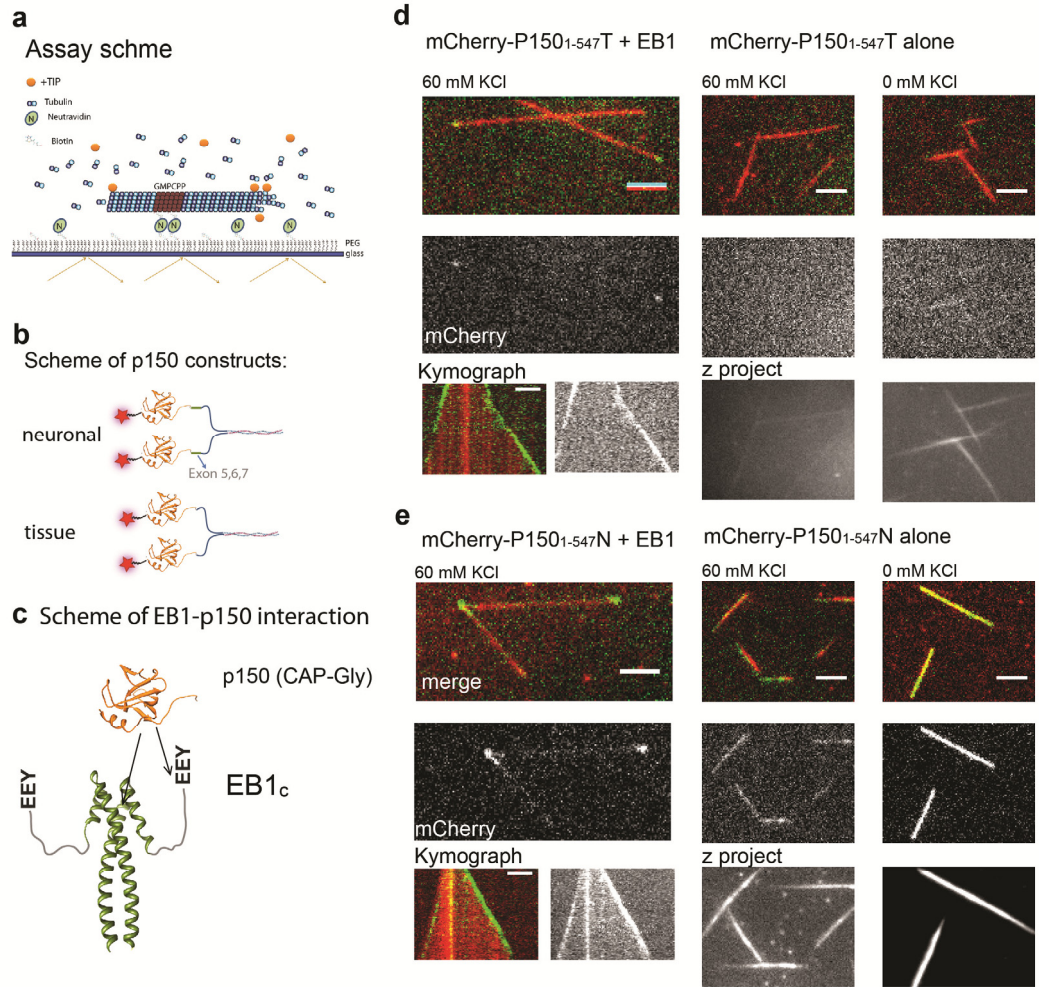 a
Assay schme
+TIP
Tubulin
N Neutravidin
Biotin
GMPCPP
N N N N N
PEG
glass
b
Scheme of p150 constructs:
neuronal
Exon 5,6,7
tissue
c Scheme of EB1-p150 interaction
p150 (CAP-Gly)
EEY
EEY
EB1c
d
mCherry-P1501-547T + EB1
mCherry-P1501-547T alone
60 mM KCl
60 mM KCl
0 mM KCl
mCherry
Kymograph
z project
e
mCherry-P1501-547N + EB1
mCherry-P1501-547N alone
60 mM KCl
60 mM KCl
0 mM KCl
merge
mCherry
Kymograph
z project